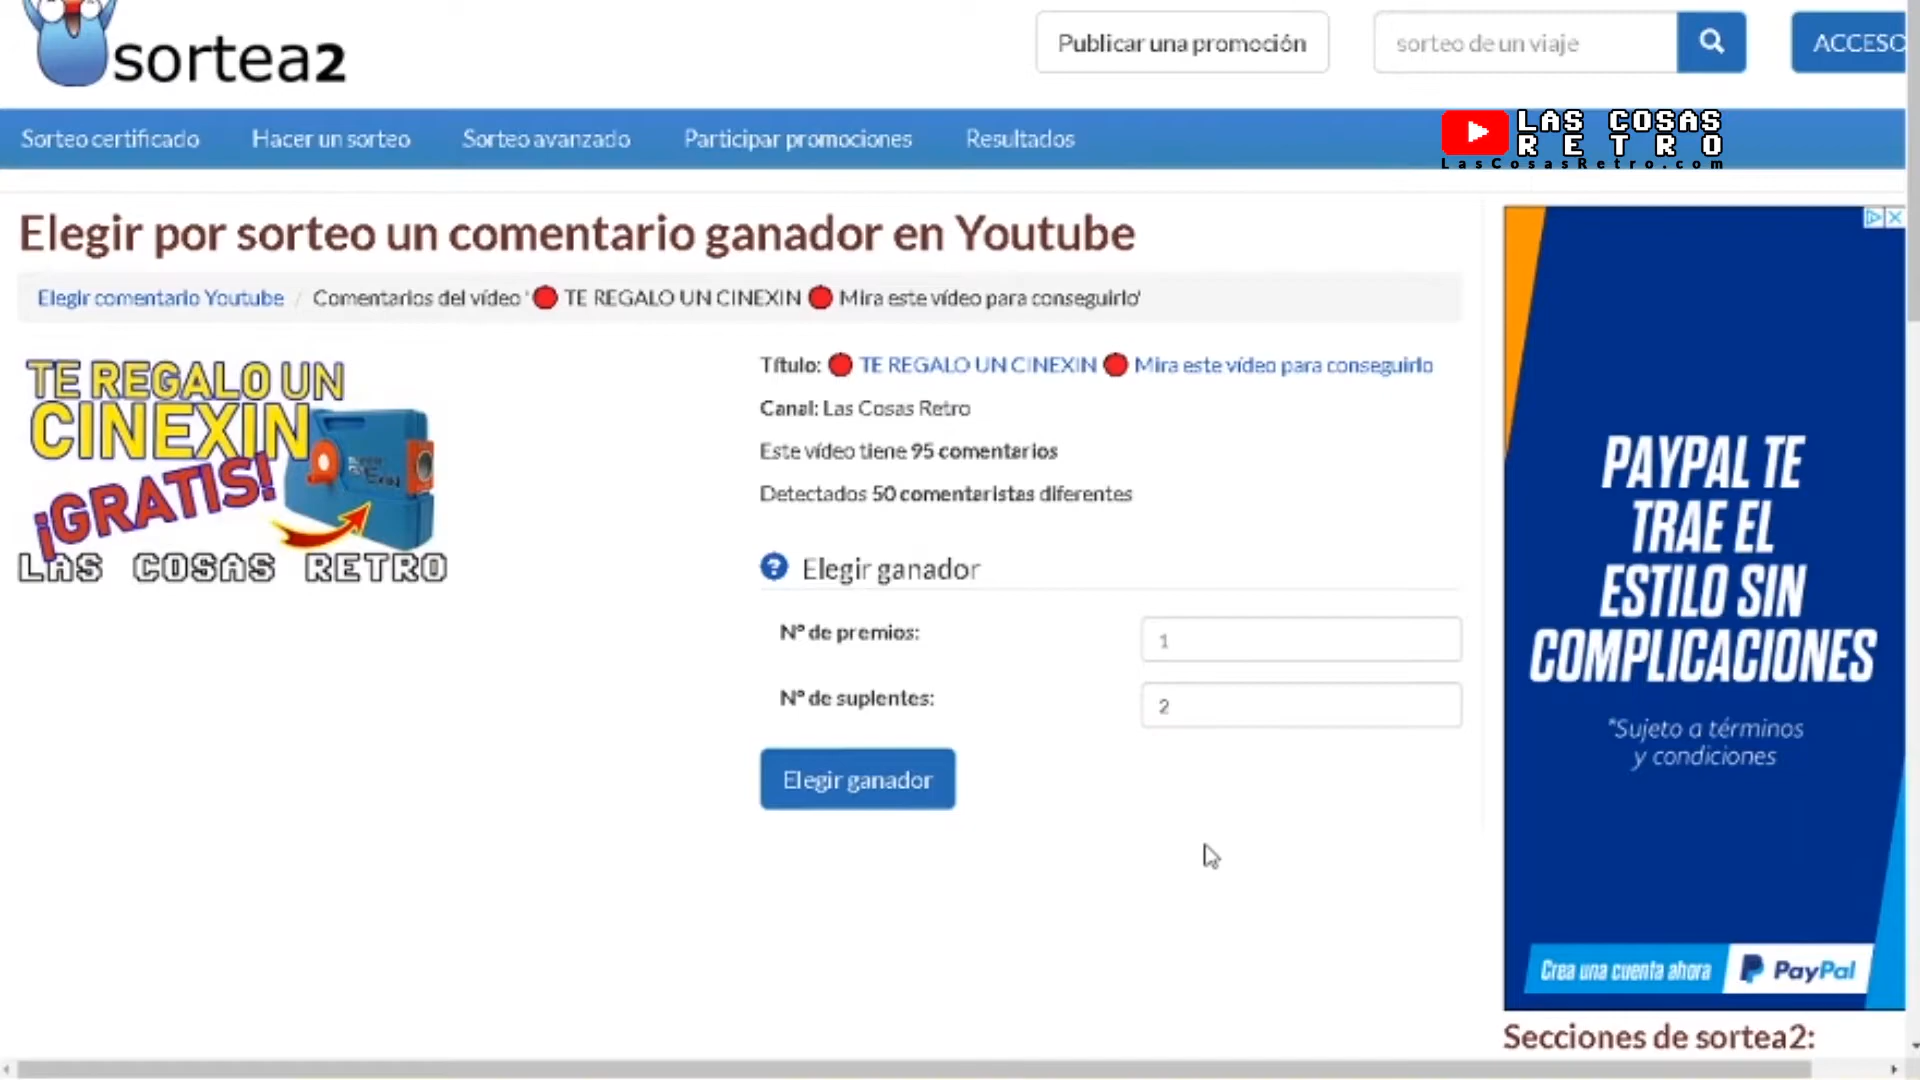 sortea2
Publicar una promoción
sorteo de un viaje
ACCESO
Sorteo certificado
Hacer un sorteo
Sorteo avanzado
Participar promociones
Resultados
LAS COSAS
RETRO
LasCosasRetro.com
Elegir por sorteo un comentario ganador en Youtube
Elegir comentario Youtube / Comentarios del vídeo '🔴 TE REGALO UN CINEXIN 🔴 Mira este vídeo para conseguirlo'
TE REGALO UN
CINEXIN
¡GRATIS!
LAS COSAS RETRO
Título: 🔴 TE REGALO UN CINEXIN 🔴 Mira este vídeo para conseguirlo
Canal: Las Cosas Retro
Este vídeo tiene 95 comentarios
Detectados 50 comentaristas diferentes
Elegir ganador
Nº de premios:
1
Nº de suplentes:
2
Elegir ganador
PAYPAL TE
TRAE EL
ESTILO SIN
COMPLICACIONES
*Sujeto a términos
y condiciones
Crea una cuenta ahora
PayPal
Secciones de sortea2: